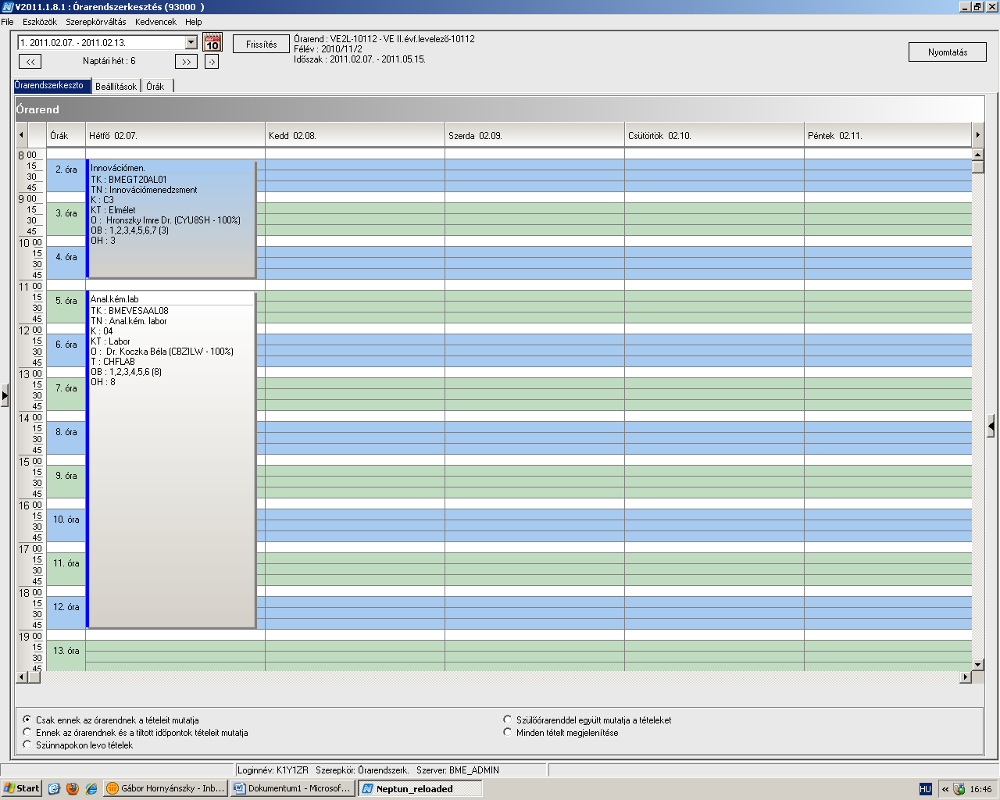 V2011.1.8.1 : Órarendszerkesztés (93000 )
File Eszközök Szerepkörváltás Kedvencek Help
1. 2011.02.07. - 2011.02.13.
10
Frissítés
Órarend : VE2L-10112 - VE II.évf.levelező-10112
Félév : 2010/11/2
Időszak : 2011.02.07. - 2011.05.15.
Nyomtatás
<< Naptári hét : 6 >> ->
Órarendszerkeszto Beállítások Órák
Órarend
Órák Hétfő 02.07. Kedd 02.08. Szerda 02.09. Csütörtök 02.10. Péntek 02.11.
8 00
15
30
45
2. óra
9 00
15
30
45
3. óra
10 00
15
30
45
4. óra
11 00
15
30
45
5. óra
12 00
15
30
45
6. óra
13 00
15
30
45
7. óra
14 00
15
30
45
8. óra
15 00
15
30
45
9. óra
16 00
15
30
45
10. óra
17 00
15
30
45
11. óra
18 00
15
30
45
12. óra
19 00
15
30
45
13. óra
Innovációmen.
TK : BMEGT20AL01
TN : Innovációmenedzsment
K : C3
KT : Elmélet
O : Hronszky Imre Dr. (CYU8SH - 100%)
OB : 1,2,3,4,5,6,7 (3)
OH : 3
Anal.kém.lab
TK : BMEVESAAL08
TN : Anal.kém. labor
K : 04
KT : Labor
O : Dr. Koczka Béla (CBZILW - 100%)
T : CHFLAB
OB : 1,2,3,4,5,6 (8)
OH : 8
Csak ennek az órarendnek a tételeit mutatja
Ennek az órarendnek és a tiltott időpontok tételeit mutatja
Szünnapokon levo tételek
Szülőórarenddel együtt mutatja a tételeket
Minden tételt megjelenítése
Loginnév: K1Y1ZR Szerepkör: Órarendszerk. Szerver: BME_ADMIN
Start
Gábor Hornyánszky - Inb...
Dokumentum1 - Microsof...
Neptun_reloaded
HU
«
16:46